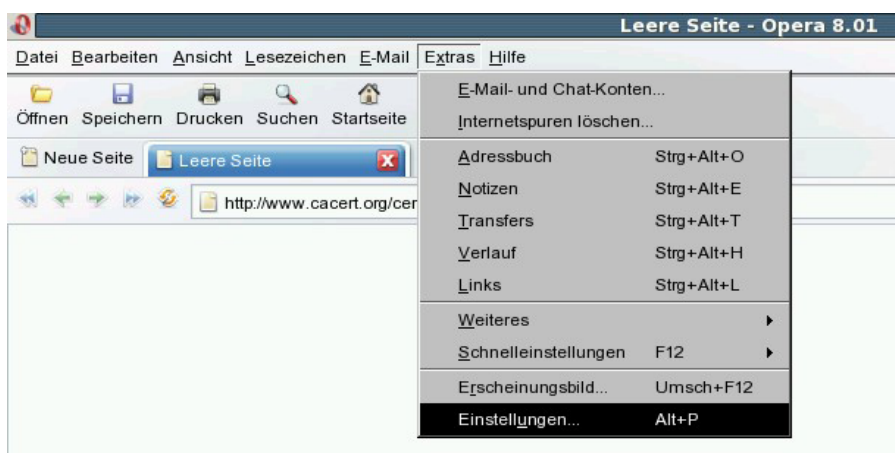 Leere Seite - Opera 8.01
Datei Bearbeiten Ansicht Lesezeichen E-Mail Extras Hilfe
Öffnen Speichern Drucken Suchen Startseite
Neue Seite Leere Seite
http://www.cacert.org/cer
E-Mail- und Chat-Konten...
Internetspuren löschen...
Adressbuch Strg+Alt+O
Notizen Strg+Alt+E
Transfers Strg+Alt+T
Verlauf Strg+Alt+H
Links Strg+Alt+L
Weiteres
Schnelleinstellungen F12
Erscheinungsbild... Umsch+F12
Einstellungen... Alt+P